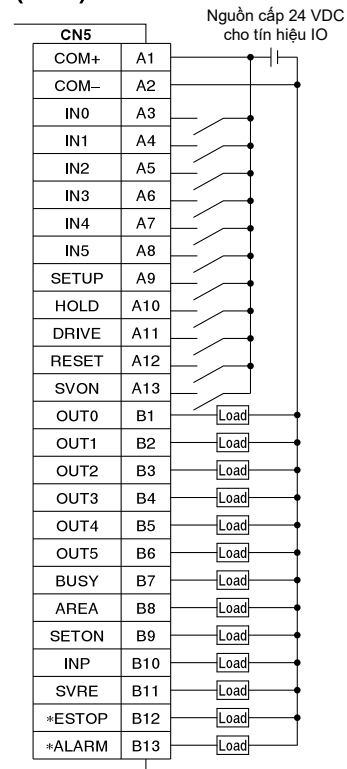 Nguồn cấp 24 VDC
cho tín hiệu IO
CN5
COM+ A1
COM– A2
IN0 A3
IN1 A4
IN2 A5
IN3 A6
IN4 A7
IN5 A8
SETUP A9
HOLD A10
DRIVE A11
RESET A12
SVON A13
OUT0 B1 Load
OUT1 B2 Load
OUT2 B3 Load
OUT3 B4 Load
OUT4 B5 Load
OUT5 B6 Load
BUSY B7 Load
AREA B8 Load
SETON B9 Load
INP B10 Load
SVRE B11 Load
*ESTOP B12 Load
*ALARM B13 Load